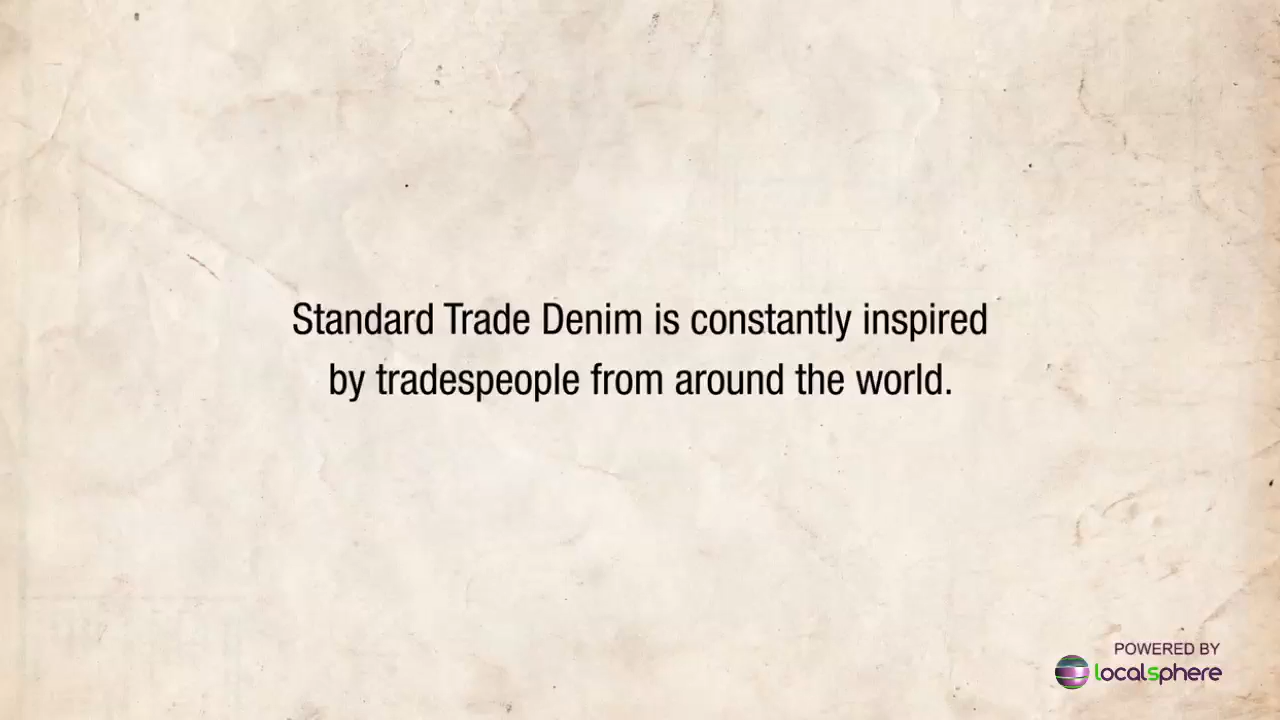 Standard Trade Denim is constantly inspired
by tradespeople from around the world.
POWERED BY
localsphere